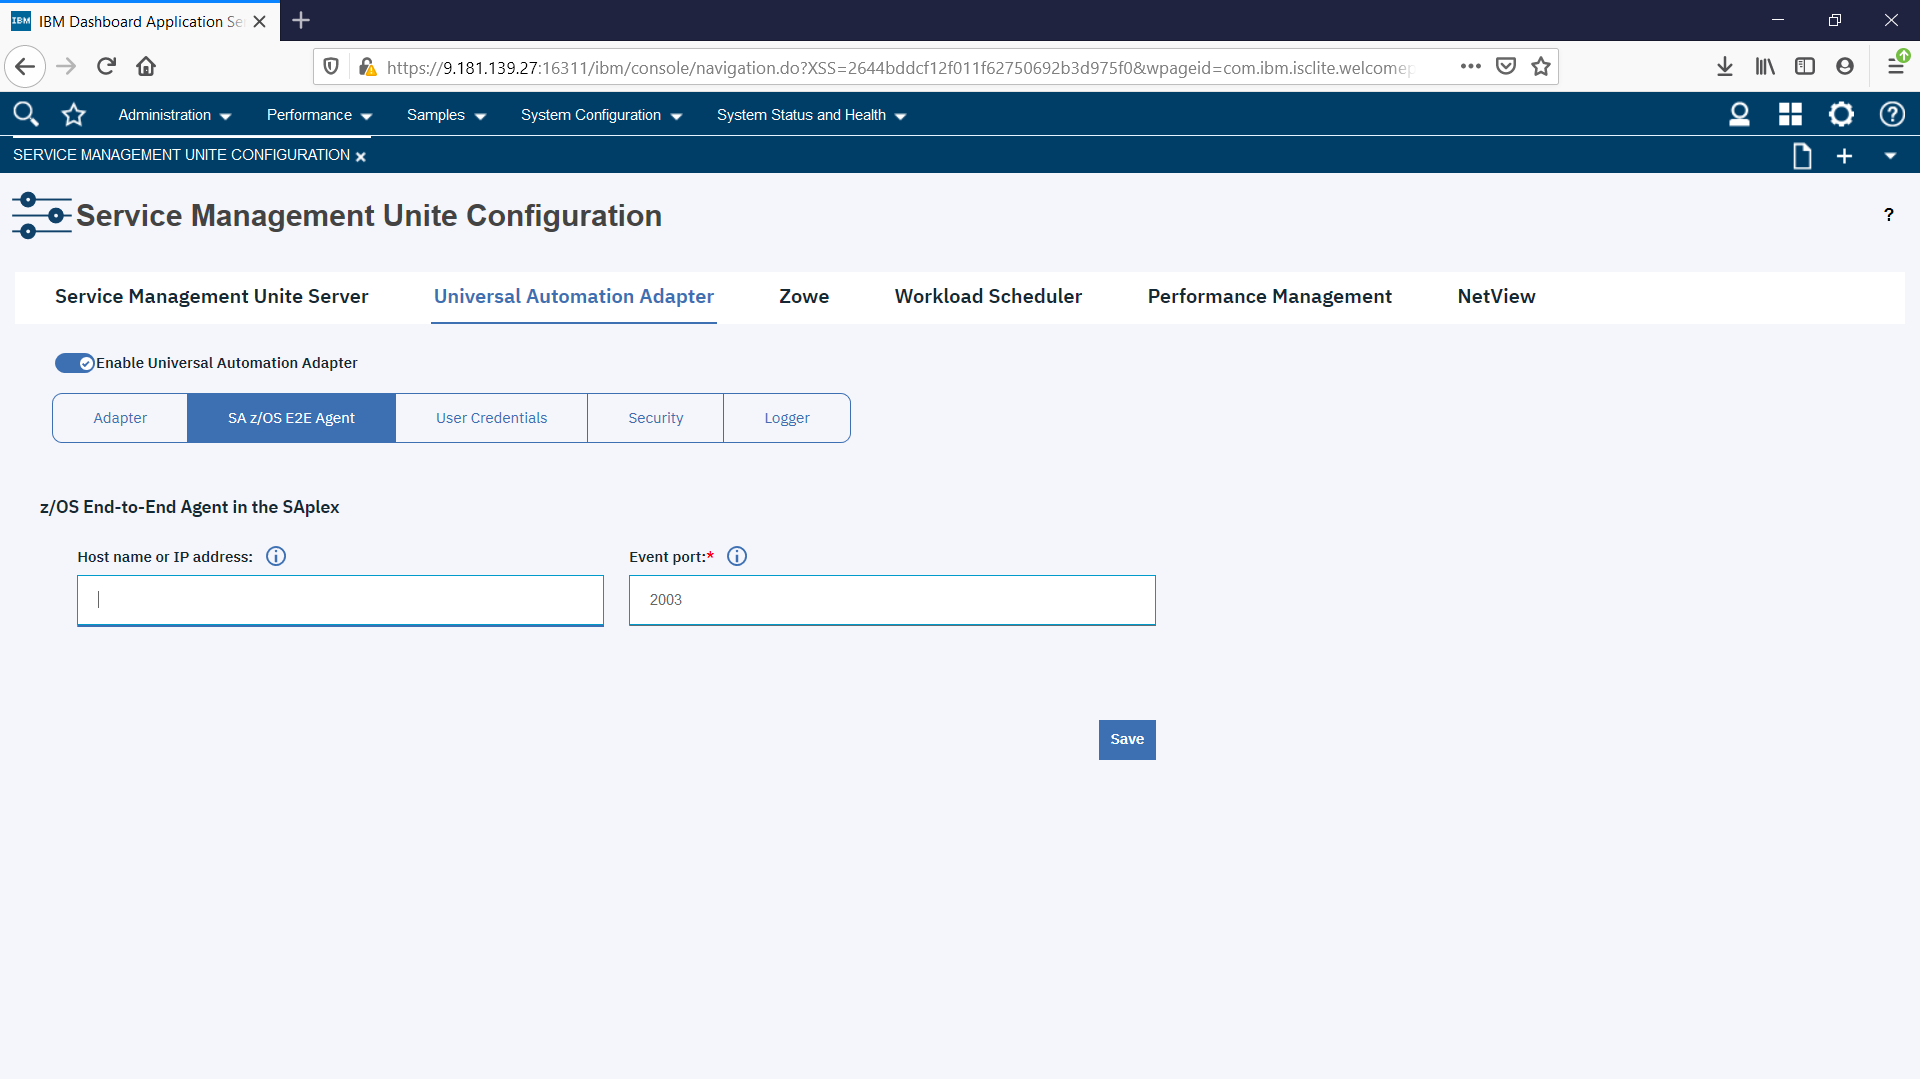 IBM IBM Dashboard Application Se
https://9.181.139.27:16311/ibm/console/navigation.do?XSS=2644bddcf12f011f62750692b3d975f0&wpageid=com.ibm.isclite.welcomep
Administration Performance Samples System Configuration System Status and Health
SERVICE MANAGEMENT UNITE CONFIGURATION
Service Management Unite Configuration ?
Service Management Unite Server Universal Automation Adapter Zowe Workload Scheduler Performance Management NetView
Enable Universal Automation Adapter
Adapter SA z/OS E2E Agent User Credentials Security Logger
z/OS End-to-End Agent in the SAplex
Host name or IP address: Event port:*
2003
Save